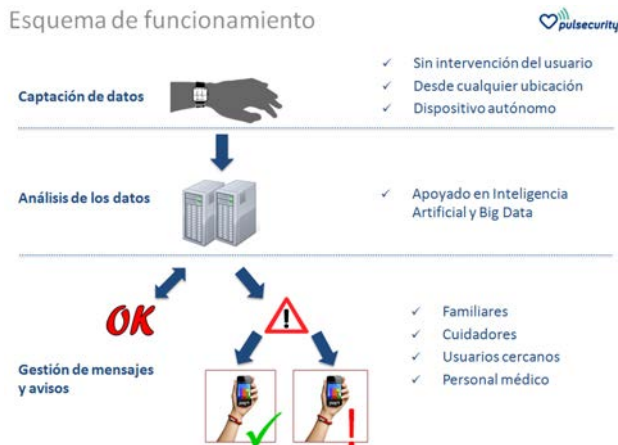 Esquema de funcionamiento
pulsecurity
Captación de datos
✓ Sin intervención del usuario
✓ Desde cualquier ubicación
✓ Dispositivo autónomo
Análisis de los datos
✓ Apoyado en Inteligencia
Artificial y Big Data
OK
!
Gestión de mensajes
y avisos
✓ Familiares
✓ Cuidadores
✓ Usuarios cercanos
✓ Personal médico
!